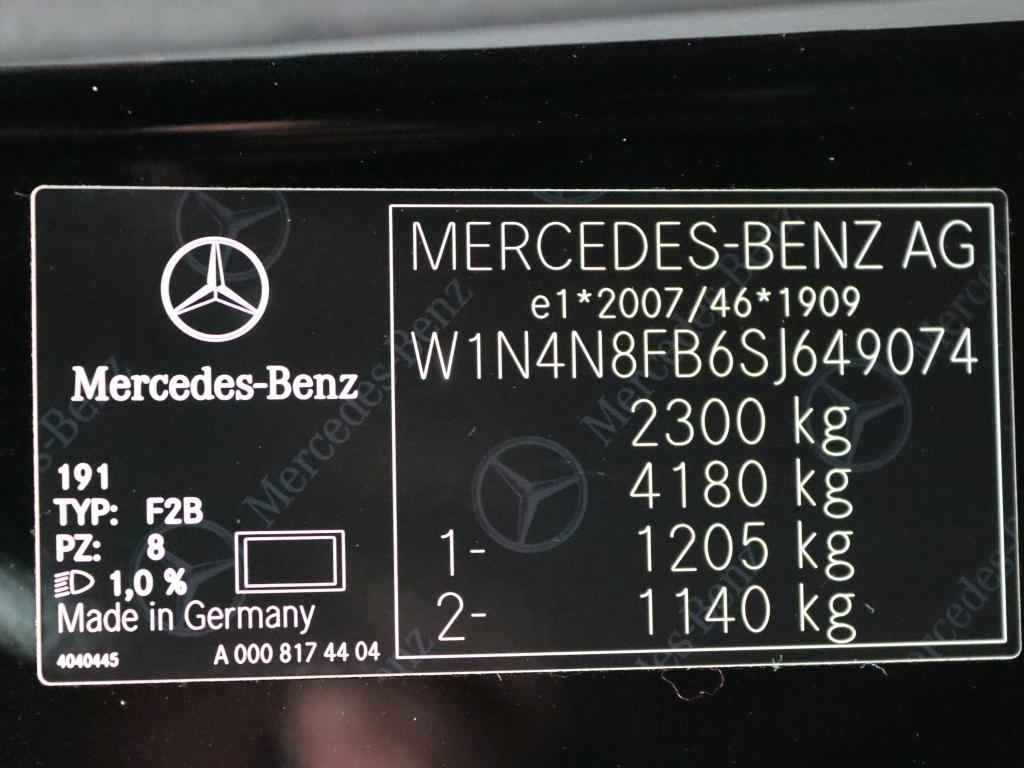 Mercedes-Benz
191
TYP: F2B
PZ: 8
1,0 %
Made in Germany
4040445
A 000 817 44 04
MERCEDES-BENZ AG
e1*2007/46*1909
W1N4N8FB6SJ649074
2300 kg
4180 kg
1- 1205 kg
2- 1140 kg